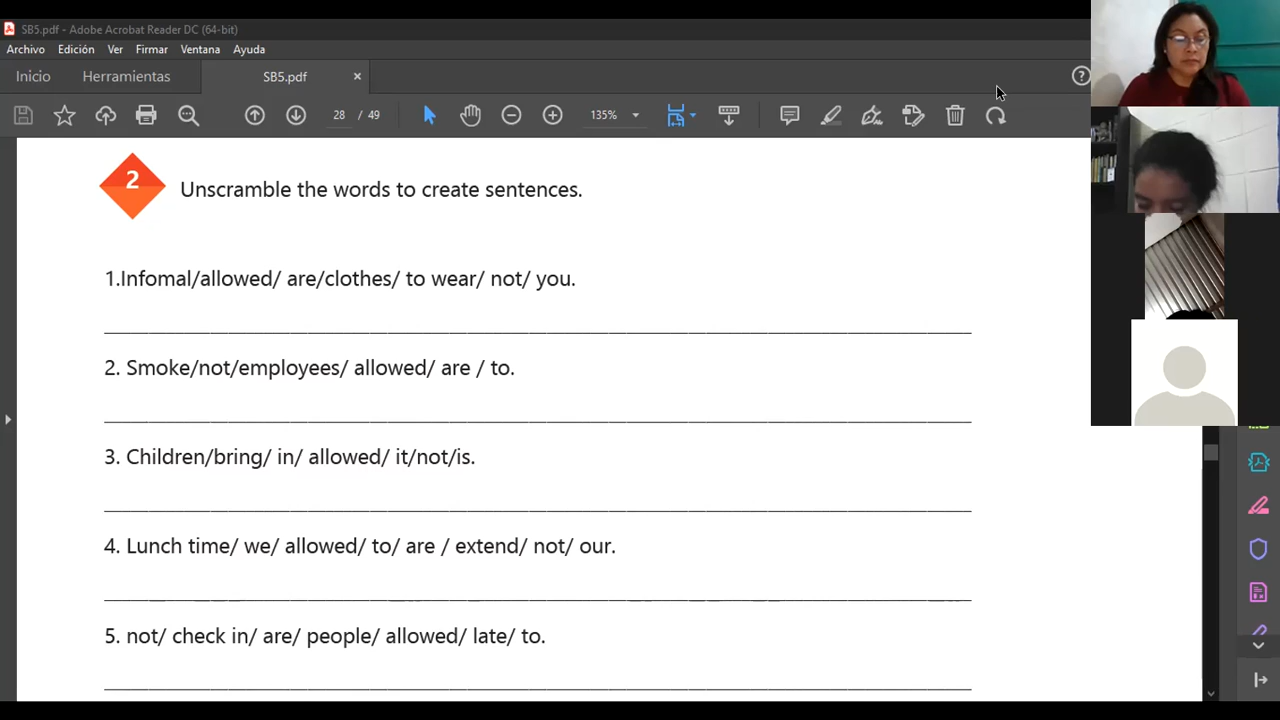 SB5.pdf - Adobe Acrobat Reader DC (64-bit)
Archivo Edición Ver Firmar Ventana Ayuda
Inicio Herramientas SB5.pdf ×
28 / 49 135%
2 Unscramble the words to create sentences.
1.Infomal/allowed/ are/clothes/ to wear/ not/ you.
2. Smoke/not/employees/ allowed/ are / to.
3. Children/bring/ in/ allowed/ it/not/is.
4. Lunch time/ we/ allowed/ to/ are / extend/ not/ our.
5. not/ check in/ are/ people/ allowed/ late/ to.